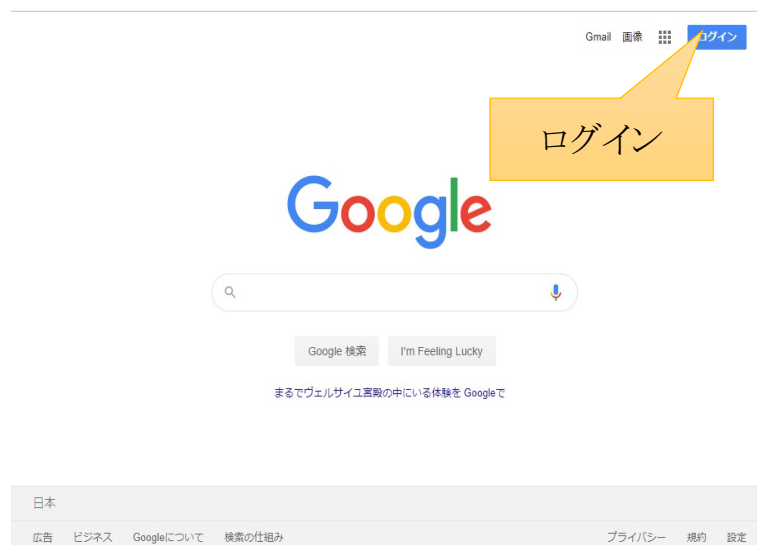 Gmail 画像 ログイン
ログイン
Google
Google 検索 I'm Feeling Lucky
まるでヴェルサイユ宮殿の中にいる体験を Googleで
日本
広告 ビジネス Googleについて 検索の仕組み プライバシー 規約 設定